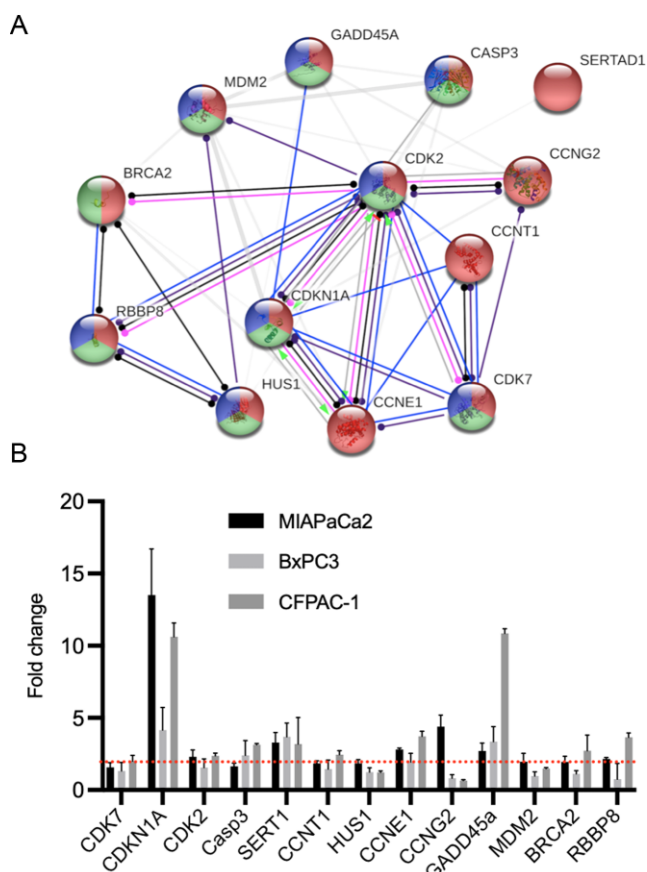 A
GADD45A
CASP3
SERTAD1
MDM2
CDK2
CCNG2
BRCA2
CCNT1
CDKN1A
RBBP8
CDK7
HUS1
CCNE1
B
20
15
10
5
0
Fold change
MIAPaCa2
BxPC3
CFPAC-1
CDK7
CDKN1A
CDK2
Casp3
SERT1
CCNT1
HUS1
CCNE1
CCNG2
GADD45a
MDM2
BRCA2
RBBP8